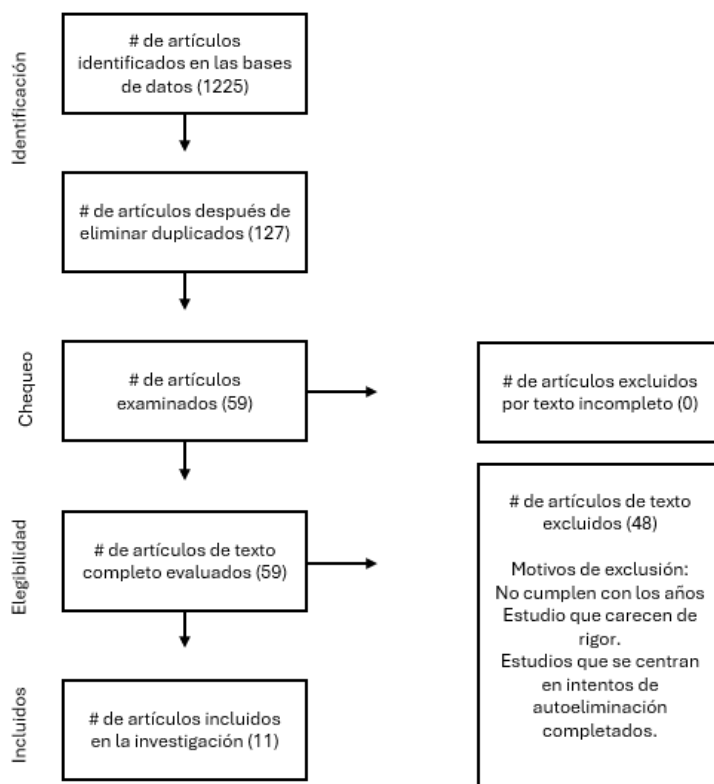 Identificación
# de artículos
identificados en las bases
de datos (1225)
# de artículos después de
eliminar duplicados (127)
Chequeo
# de artículos
examinados (59)
# de artículos excluidos
por texto incompleto (0)
Elegibilidad
# de artículos de texto
completo evaluados (59)
# de artículos de texto
excluidos (48)
Motivos de exclusión:
No cumplen con los años
Estudio que carecen de
rigor.
Estudios que se centran
en intentos de
autoeliminación
completados.
Incluidos
# de artículos incluidos
en la investigación (11)